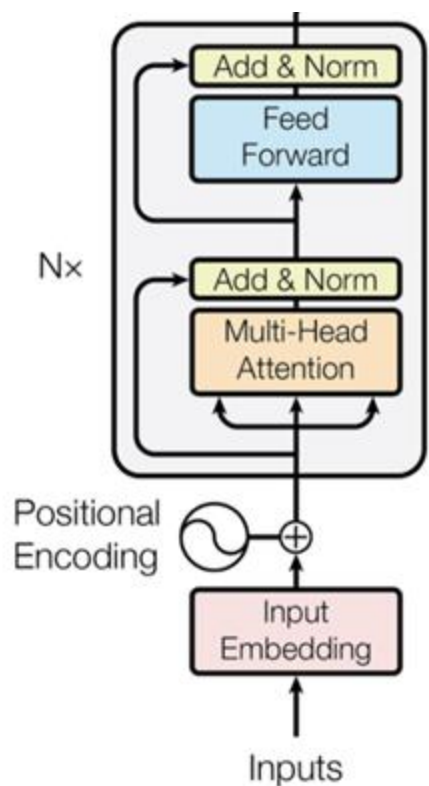 Add & Norm
Feed
Forward
Nx
Add & Norm
Multi-Head
Attention
Positional
Encoding
Input
Embedding
Inputs